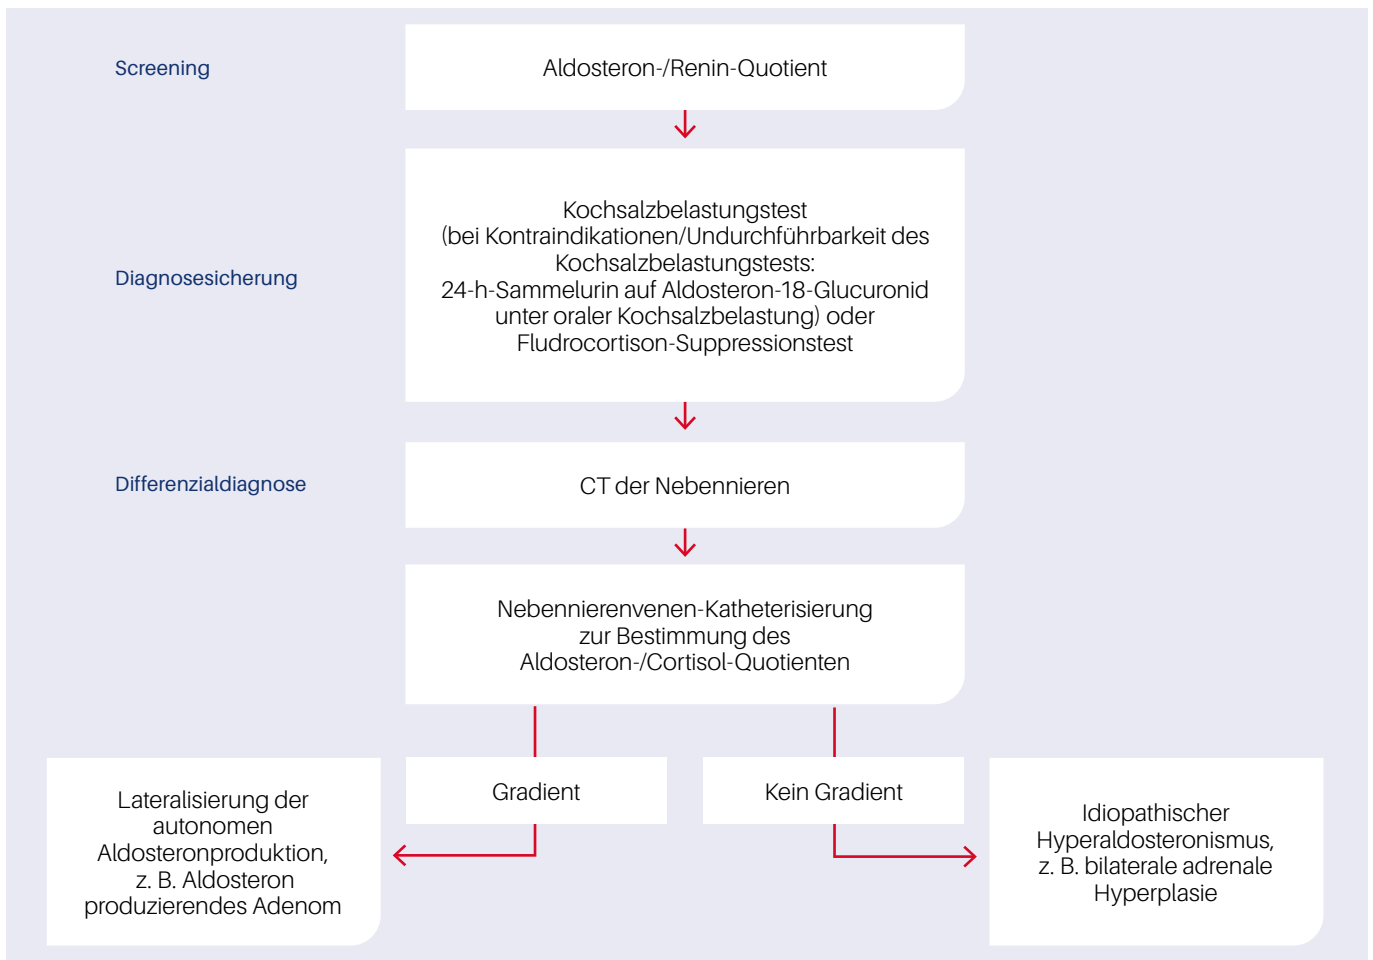 Screening
Aldosteron-/Renin-Quotient
Diagnosesicherung
Kochsalzbelastungstest
(bei Kontraindikationen/Undurchführbarkeit des
Kochsalzbelastungstests:
24-h-Sammelurin auf Aldosteron-18-Glucuronid
unter oraler Kochsalzbelastung) oder
Fludrocortison-Suppressionstest
Differenzialdiagnose
CT der Nebennieren
Nebennierenvenen-Katheterisierung
zur Bestimmung des
Aldosteron-/Cortisol-Quotienten
Gradient
Kein Gradient
Lateralisierung der
autonomen
Aldosteronproduktion,
z. B. Aldosteron
produzierendes Adenom
Idiopathischer
Hyperaldosteronismus,
z. B. bilaterale adrenale
Hyperplasie